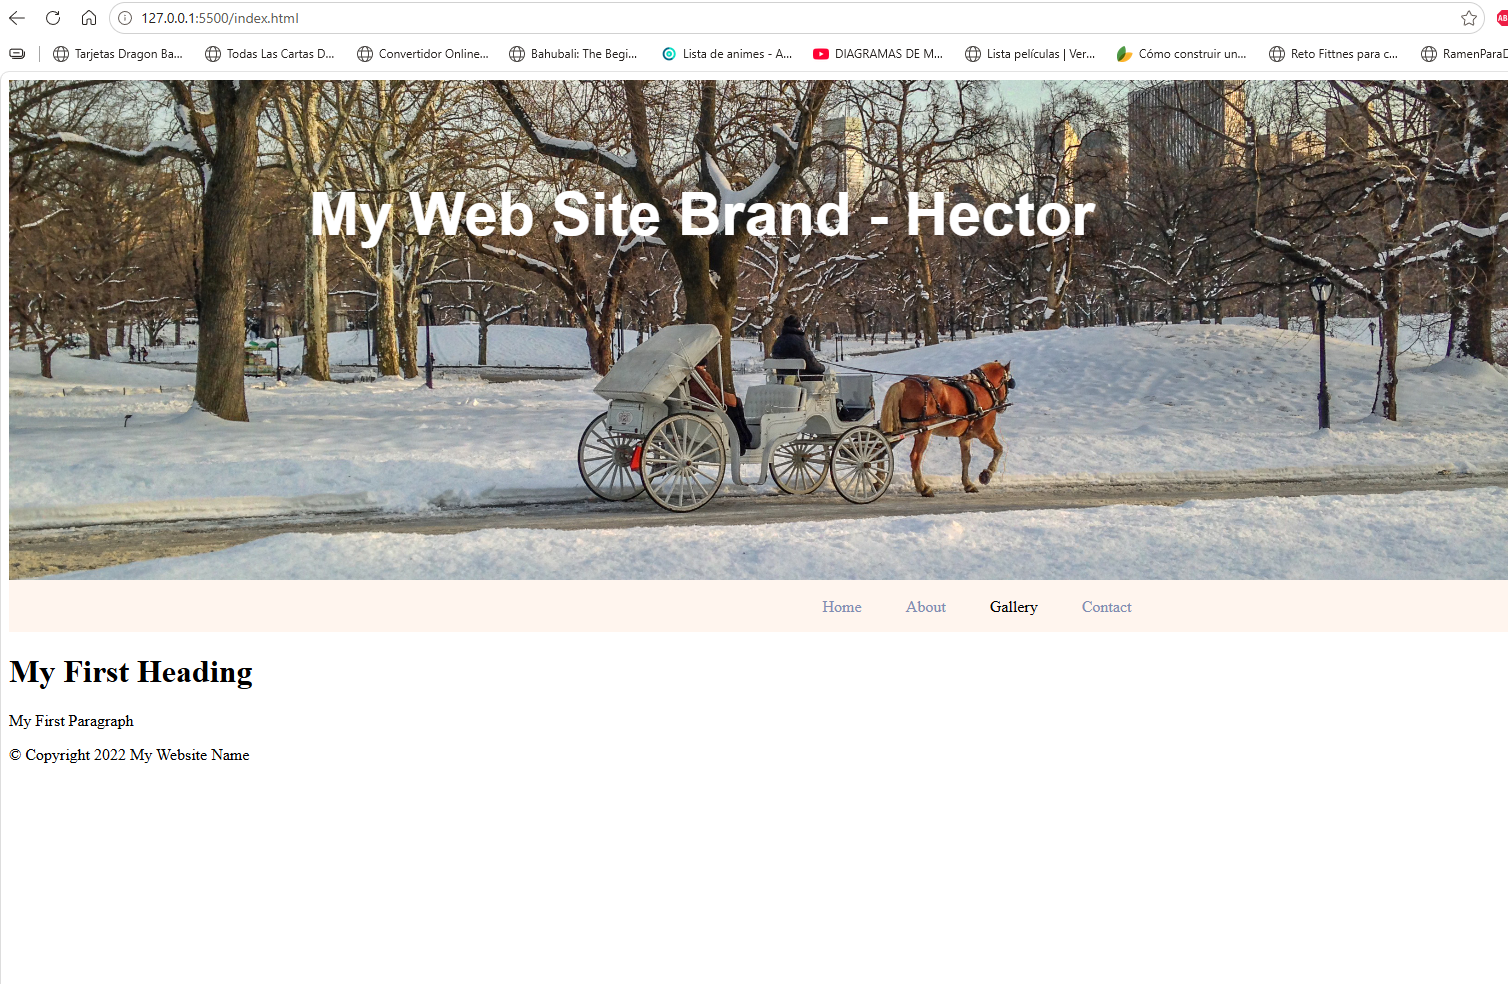 127.0.0.1:5500/index.html
Tarjetas Dragon Ba... Todas Las Cartas D... Convertidor Online... Bahubali: The Begi... Lista de animes - A... DIAGRAMAS DE M... Lista películas | Ver... Cómo construir un... Reto Fittnes para c... RamenParaD
My Web Site Brand - Hector
Home About Gallery Contact
My First Heading
My First Paragraph
© Copyright 2022 My Website Name